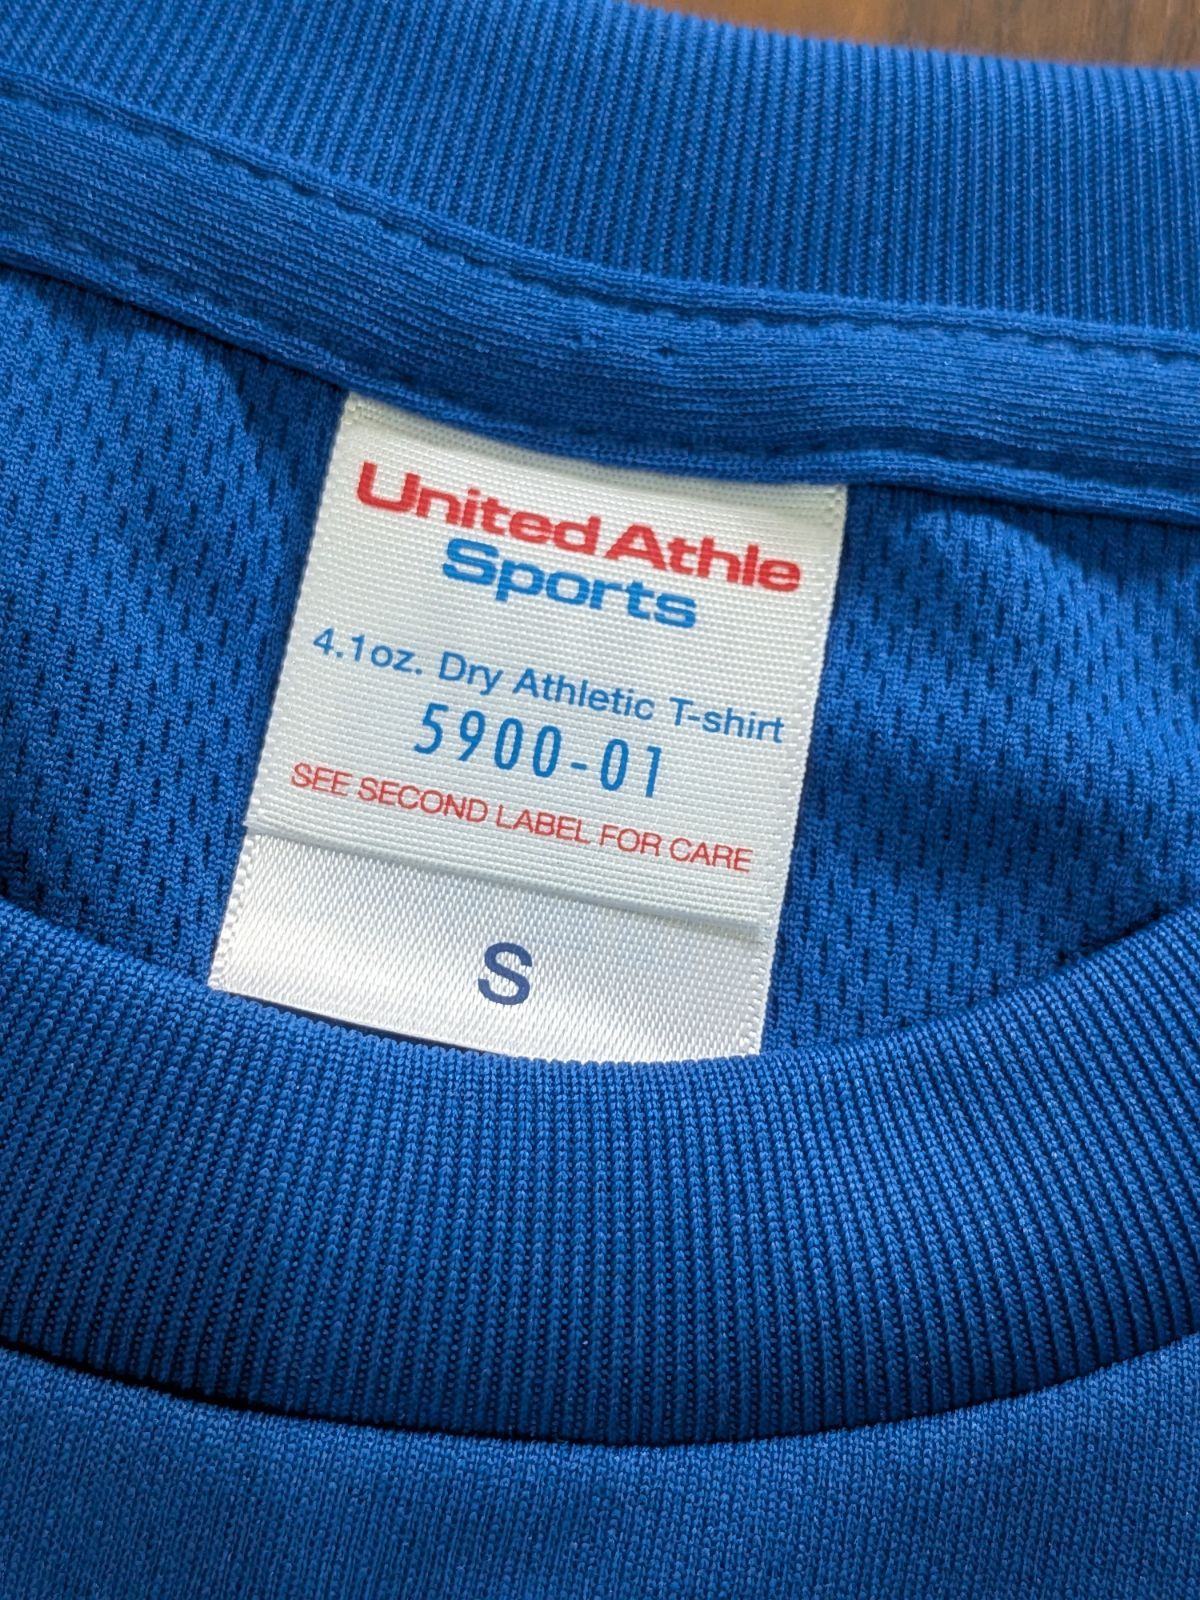 United Athle
Sports
4.1oz. Dry Athletic T-shirt
5900-01
SEE SECOND LABEL FOR CARE
S